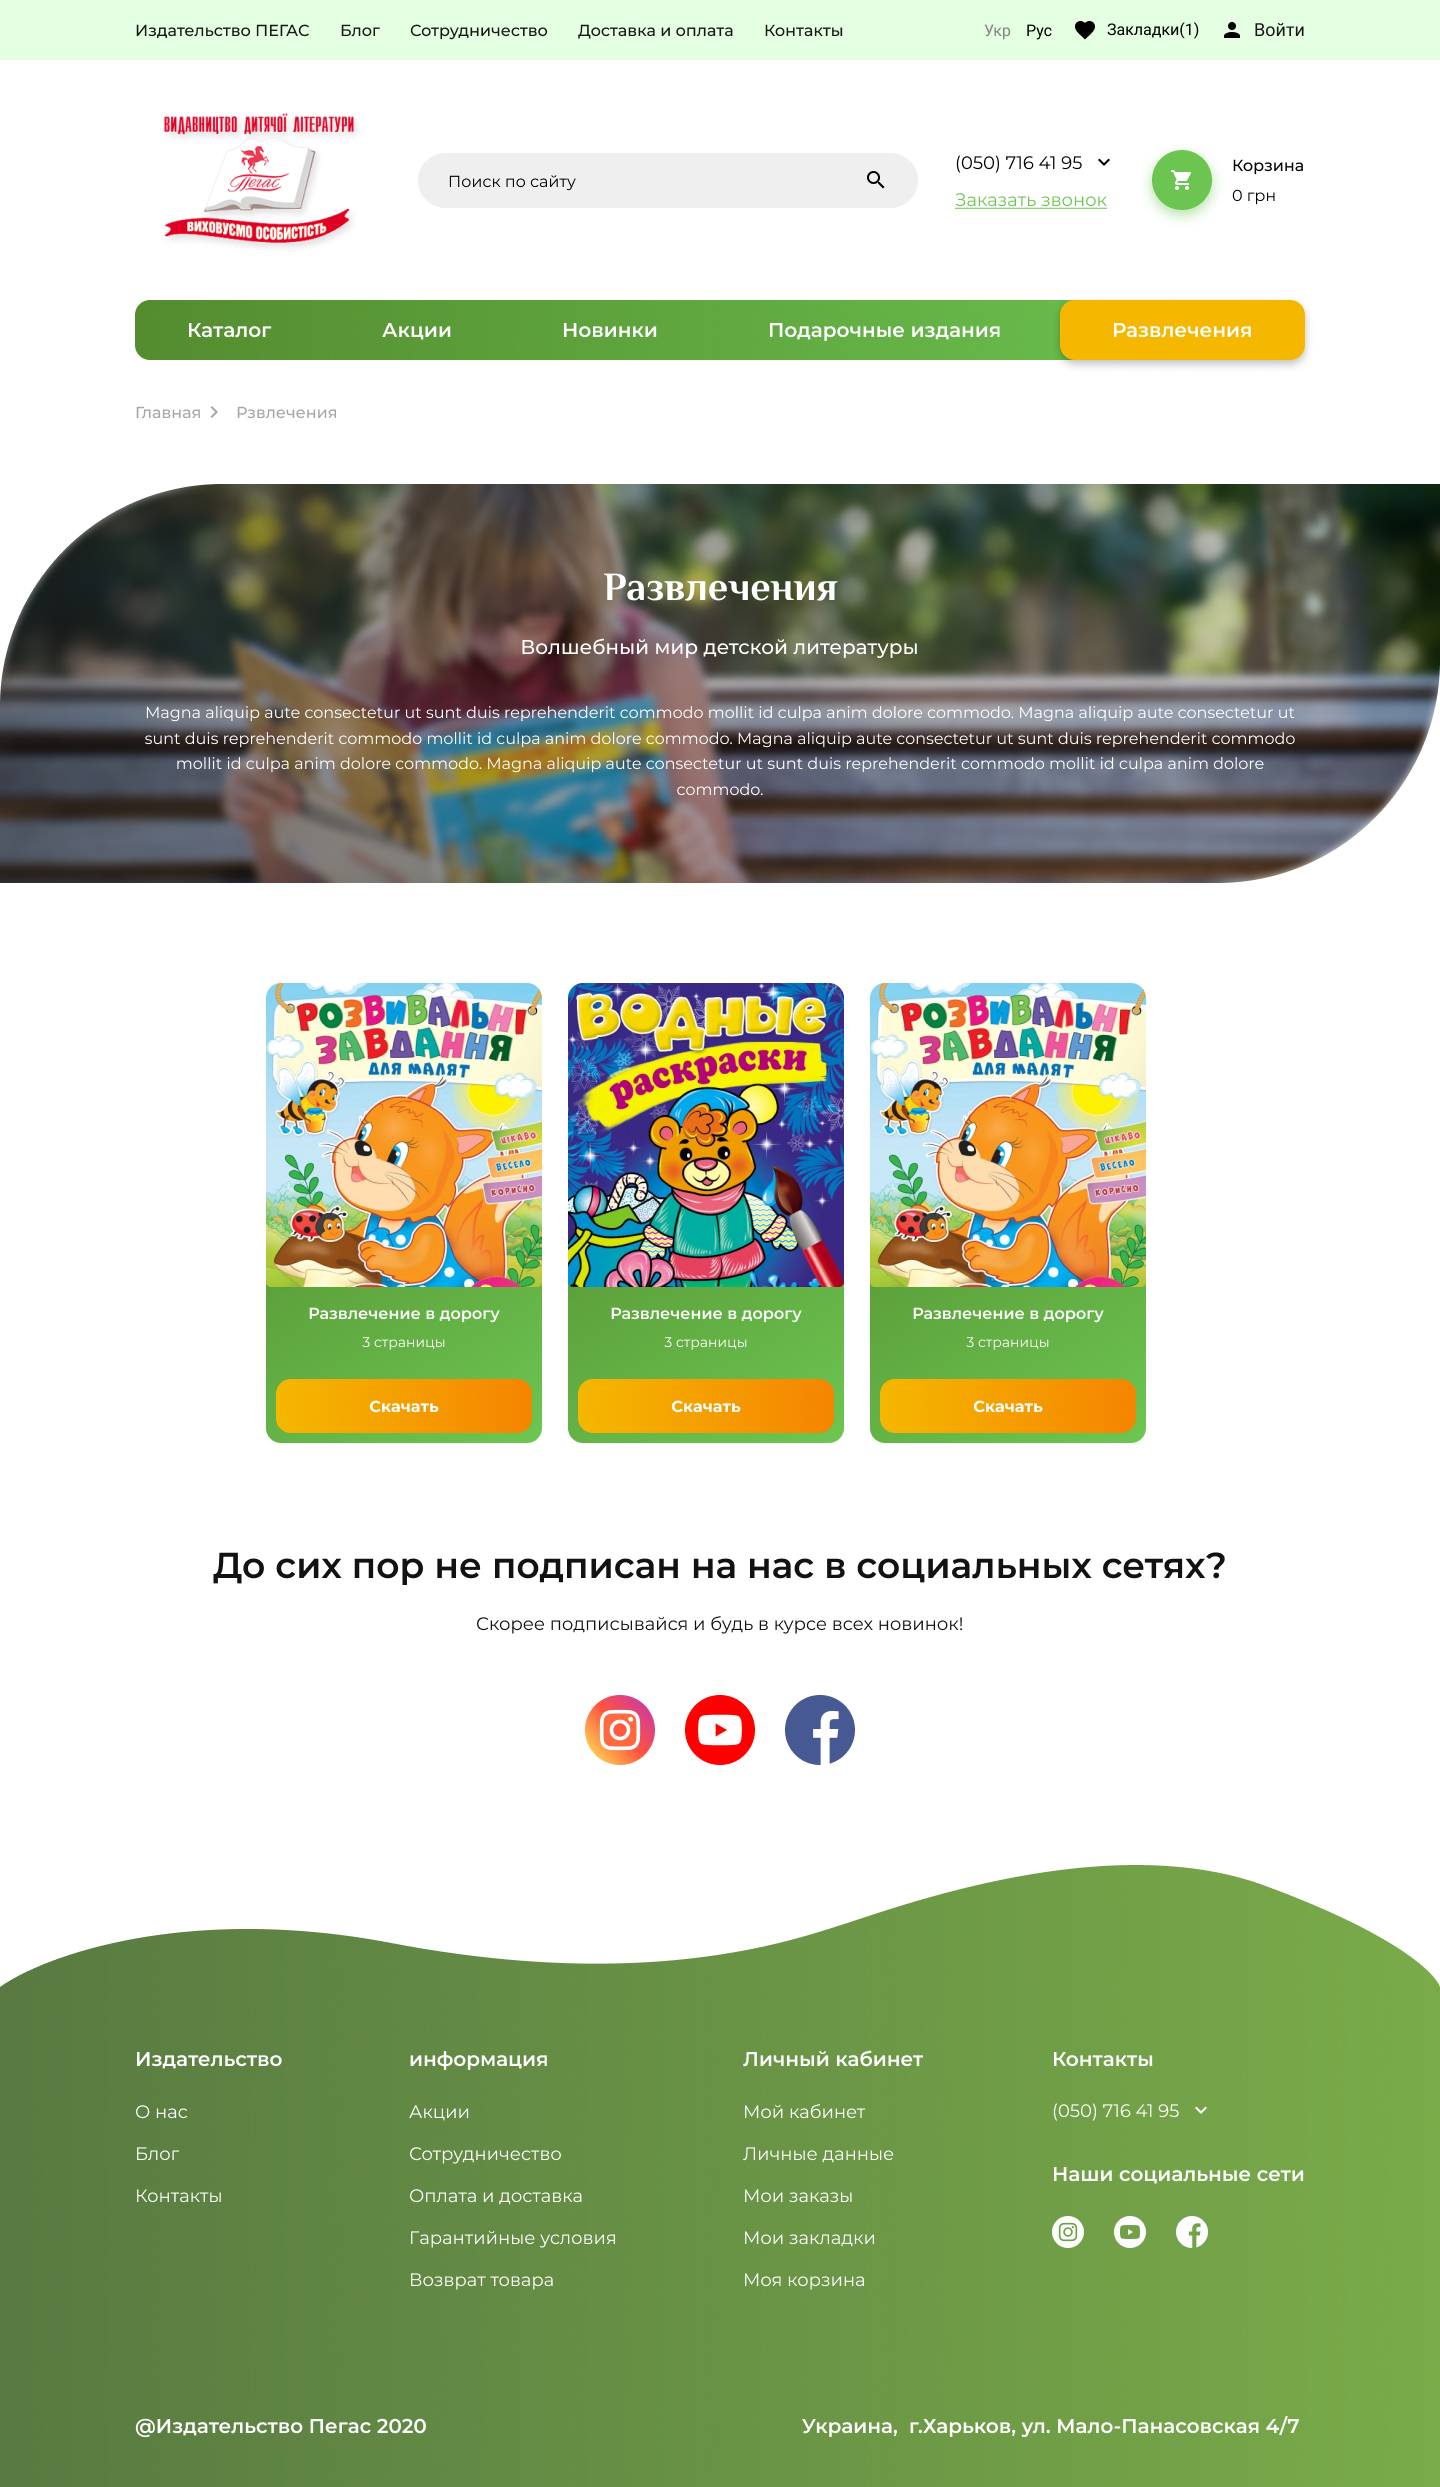 Издательство ПЕГАС Блог Сотрудничество Доставка и оплата Контакты Укр Рус Закладки(1) Войти
ВИДАВНИЦТВО ДИТЯЧОЇ ЛІТЕРАТУРИ
Пегас
ВИХОВУЄМО ОСОБИСТІСТЬ
Поиск по сайту
(050) 716 41 95
Заказать звонок
Корзина
0 грн
Каталог Акции Новинки Подарочные издания Развлечения
Главная Рзвлечения
Развлечения
Волшебный мир детской литературы
Magna aliquip aute consectetur ut sunt duis reprehenderit commodo mollit id culpa anim dolore commodo. Magna aliquip aute consectetur ut
sunt duis reprehenderit commodo mollit id culpa anim dolore commodo. Magna aliquip aute consectetur ut sunt duis reprehenderit commodo
mollit id culpa anim dolore commodo. Magna aliquip aute consectetur ut sunt duis reprehenderit commodo mollit id culpa anim dolore
commodo.
РОЗВИВАЛЬНІ
ЗАВДАННЯ
ДЛЯ МАЛЯТ
ЦІКАВО
ВЕСЕЛО
КОРИСНО
Развлечение в дорогу
3 страницы
Скачать
ВОДНЫЕ
раскраски
Развлечение в дорогу
3 страницы
Скачать
РОЗВИВАЛЬНІ
ЗАВДАННЯ
ДЛЯ МАЛЯТ
ЦІКАВО
ВЕСЕЛО
КОРИСНО
Развлечение в дорогу
3 страницы
Скачать
До сих пор не подписан на нас в социальных сетях?
Скорее подписывайся и будь в курсе всех новинок!
Издательство
О нас
Блог
Контакты
информация
Акции
Сотрудничество
Оплата и доставка
Гарантийные условия
Возврат товара
Личный кабинет
Мой кабинет
Личные данные
Мои заказы
Мои закладки
Моя корзина
Контакты
(050) 716 41 95
Наши социальные сети
@Издательство Пегас 2020
Украина, г.Харьков, ул. Мало-Панасовская 4/7